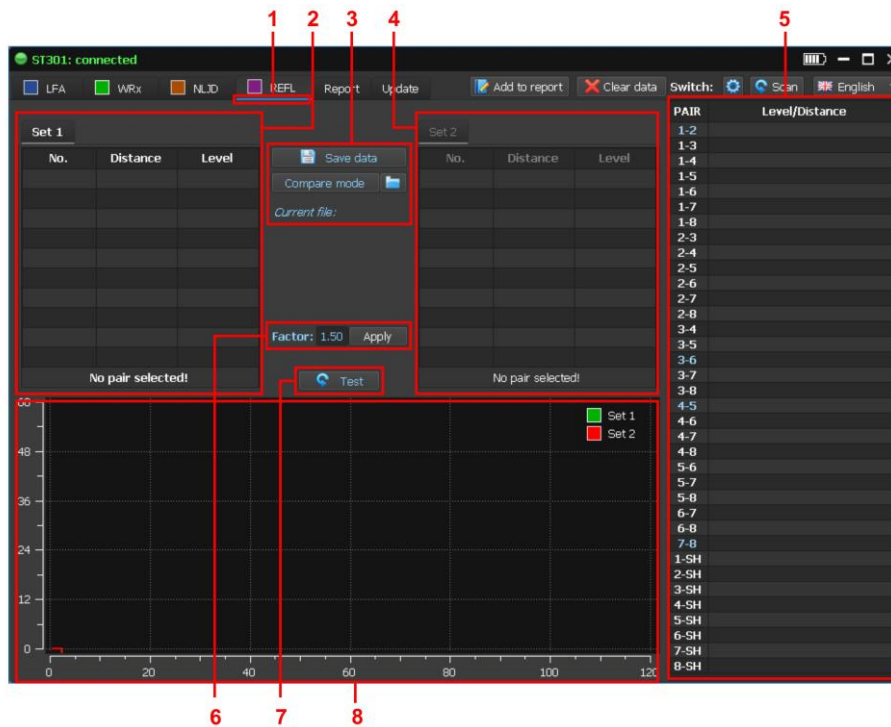 1 2 3 4 5
ST301: connected
LFA WRx NLJD REFL Report Update Add to report Clear data Switch: Scan English
Set 1
No. Distance Level
No pair selected!
Save data
Compare mode
Current file:
Factor: 1.50 Apply
Test
Set 2
No. Distance Level
No pair selected!
PAIR Level/Distance
1-2
1-3
1-4
1-5
1-6
1-7
1-8
2-3
2-4
2-5
2-6
2-7
2-8
3-4
3-5
3-6
3-7
3-8
4-5
4-6
4-7
4-8
5-6
5-7
5-8
6-7
6-8
7-8
1-SH
2-SH
3-SH
4-SH
5-SH
6-SH
7-SH
8-SH
Set 1
Set 2
60
48
36
24
12
0
0 20 40 60 80 100 120
6 7 8